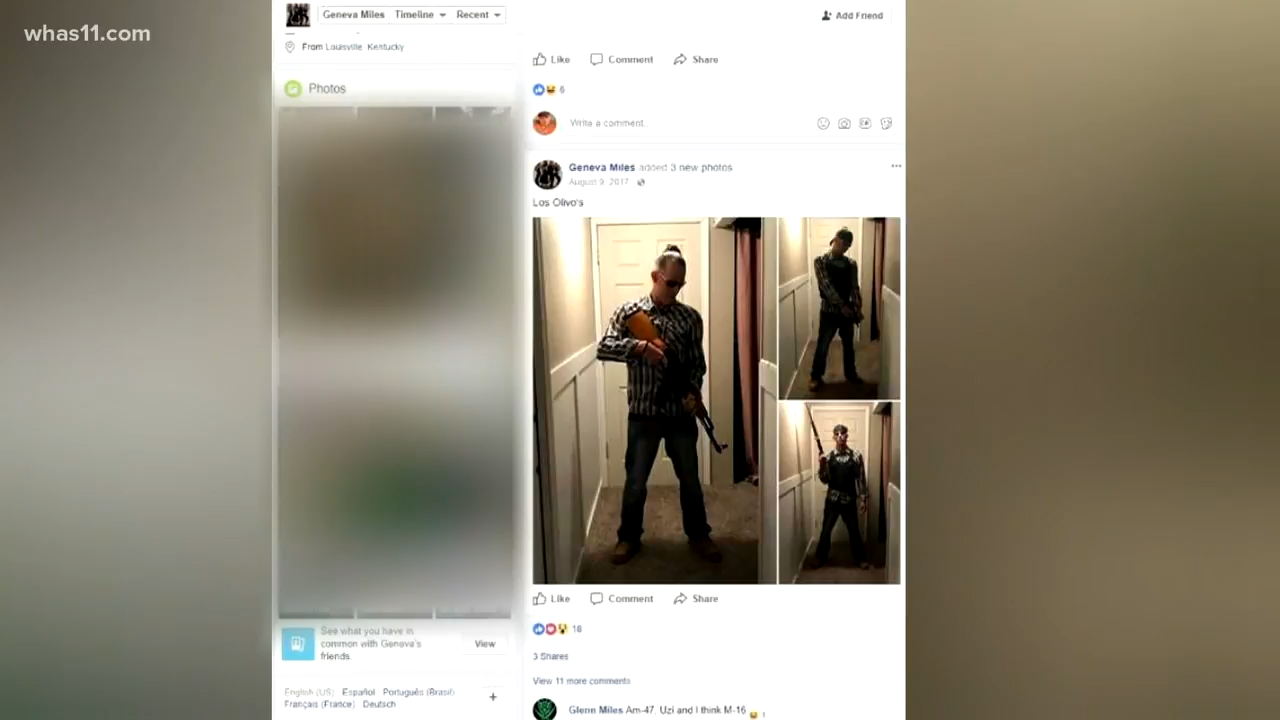 whas11.com
Geneva Miles Timeline Recent
Add Friend
From Louisville, Kentucky
Photos
Like Comment Share
6
Write a comment
Geneva Miles added 3 new photos
August 9, 2017
Los Olivo's
Like Comment Share
16
3 Shares
View 11 more comments
Glenn Miles Am-47, Uzi and I think M-16
1
See what you have in
common with Geneva's
friends.
View
English (US) Español Português (Brasil)
Français (France) Deutsch